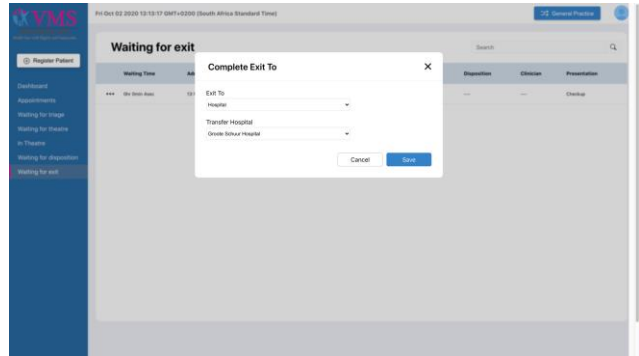 VMS
Fri Oct 02 2020 13:13:17 GMT+0200 (South Africa Standard Time)
General Practice
Register Patient
Waiting for exit
Search
Waiting Time
Disposition
Clinician
Presentation
Checkup
Complete Exit To
Exit To
Hospital
Transfer Hospital
Groote Schuur Hospital
Cancel
Save
Dashboard
Appointments
Waiting for triage
Waiting for theatre
In Theatre
Waiting for disposition
Waiting for exit